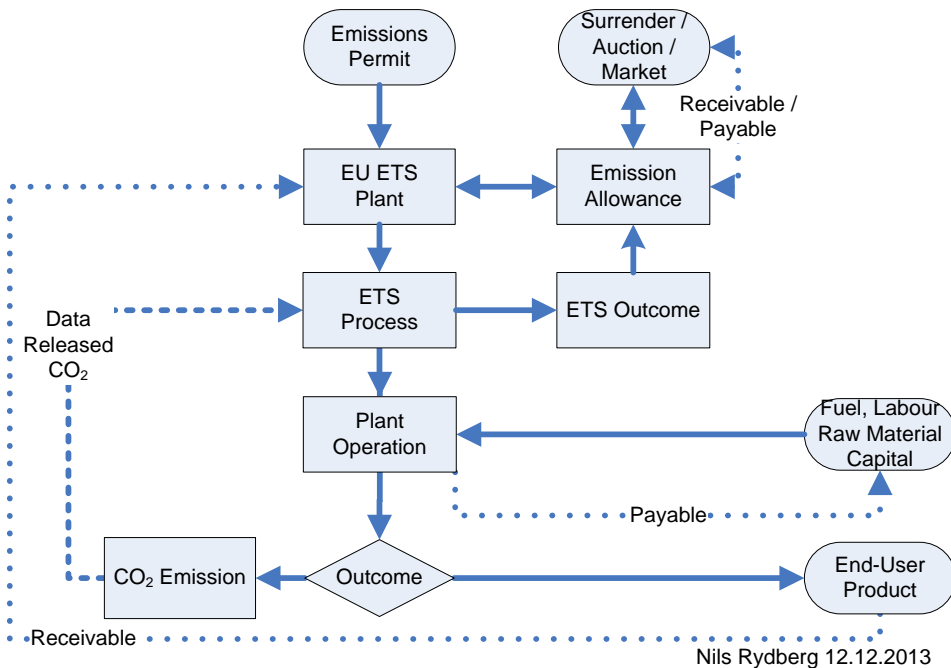 Emissions
Permit
Surrender /
Auction /
Market
Receivable /
Payable
EU ETS
Plant
Emission
Allowance
ETS
Process
ETS Outcome
Data
Released
CO₂
Plant
Operation
Fuel, Labour
Raw Material
Capital
Payable
CO₂ Emission
Outcome
End-User
Product
Receivable
Nils Rydberg 12.12.2013